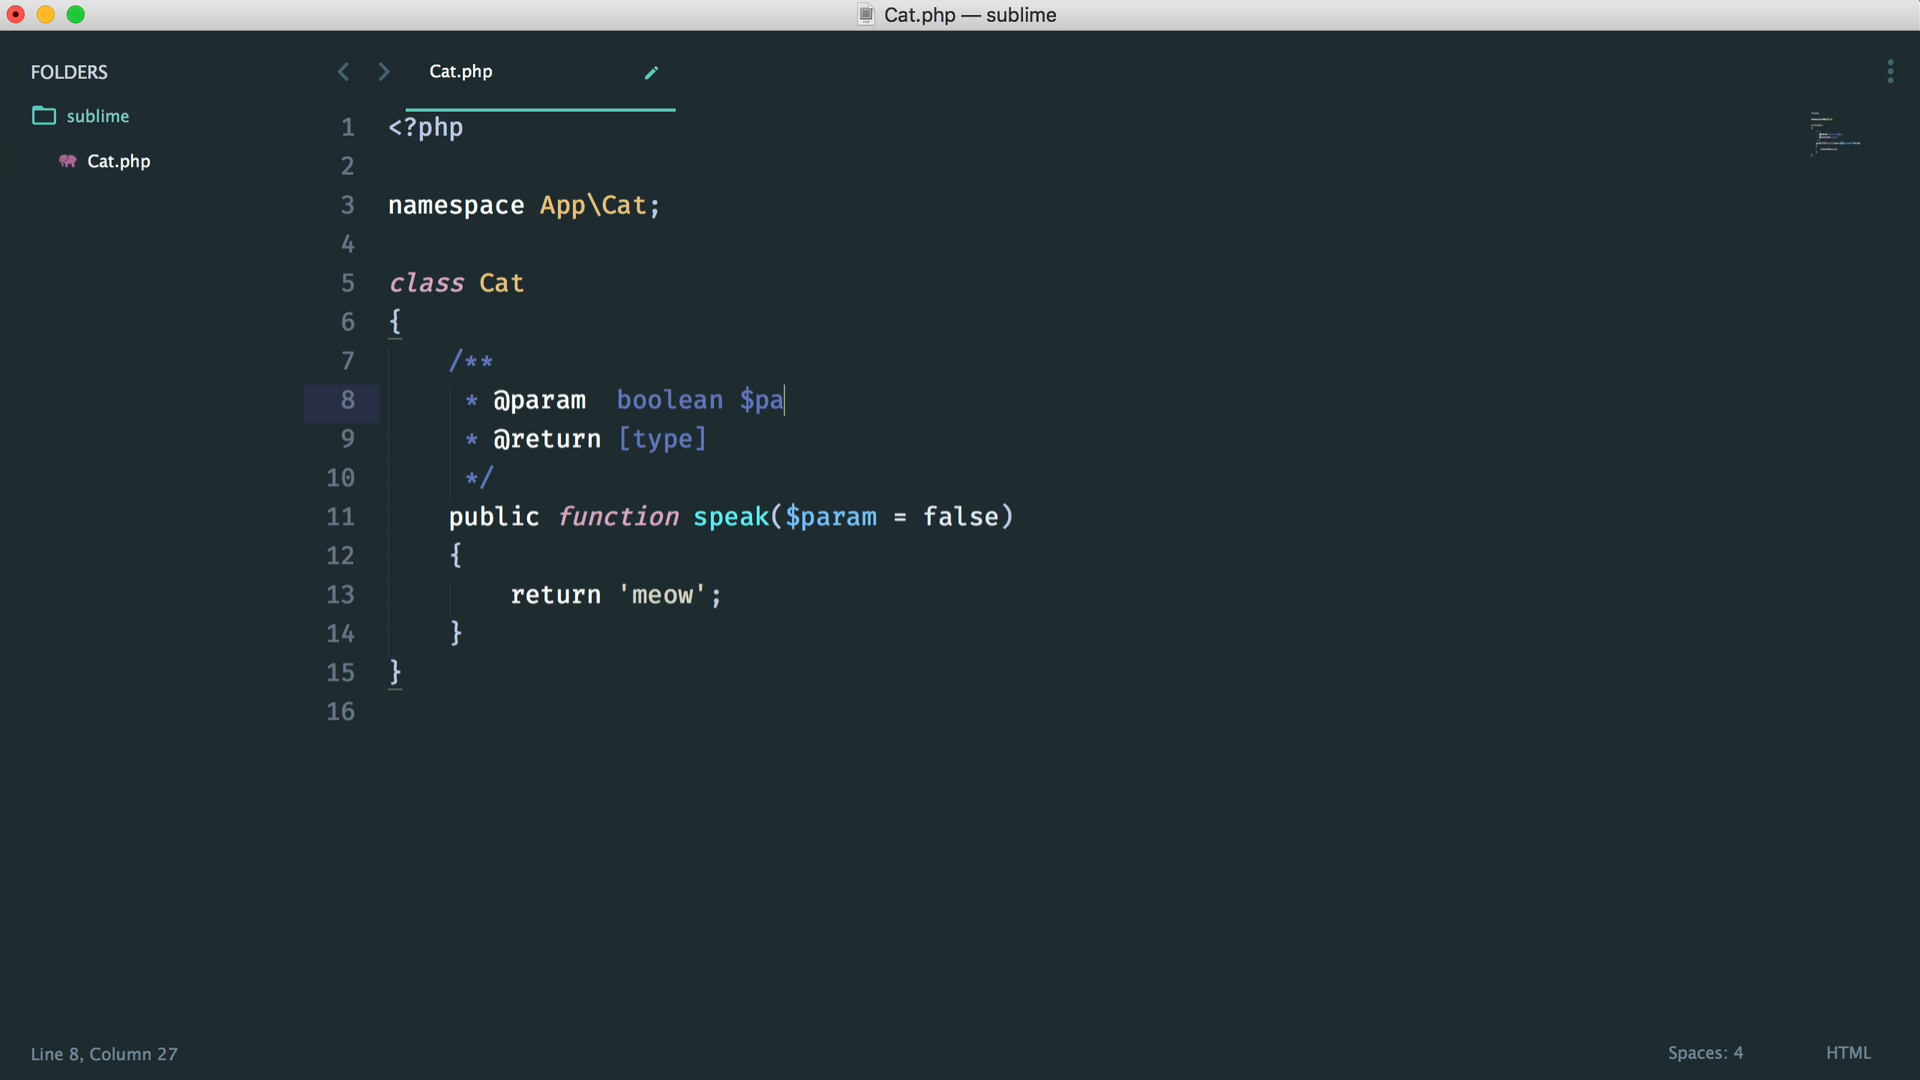 Cat.php — sublime
FOLDERS
sublime
Cat.php
Cat.php
1 <?php
2
3 namespace App\Cat;
4
5 class Cat
6 {
7     /**
8      * @param  boolean $pa
9      * @return [type]
10      */
11     public function speak($param = false)
12     {
13         return 'meow';
14     }
15 }
16
Line 8, Column 27
Spaces: 4
HTML